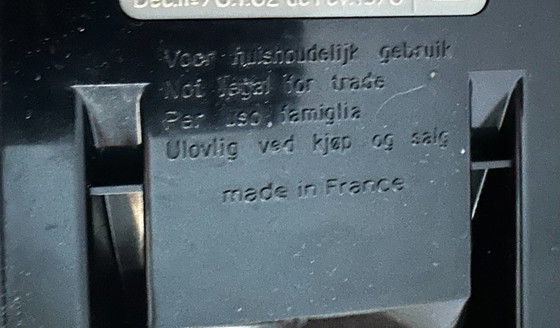 Voor huishoudelijk gebruik
Not legal for trade
Per uso famiglia
Ulovlig ved kjøp og salg
made in France